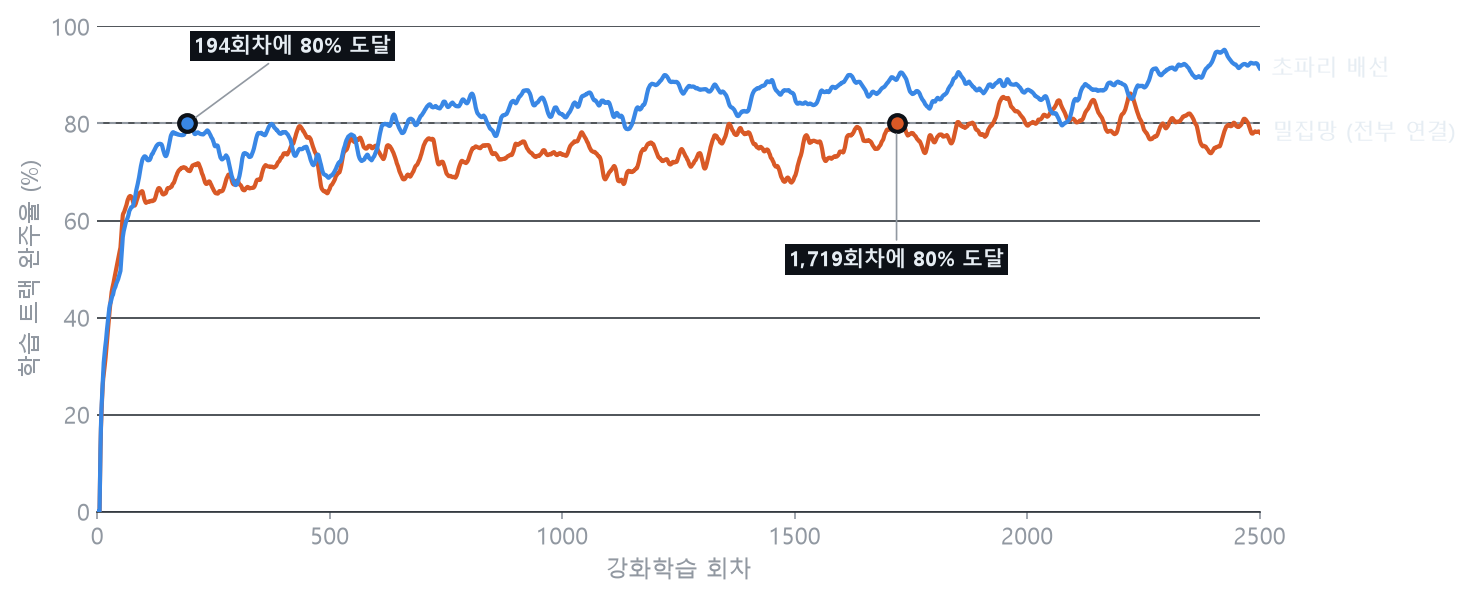 100
80
60
40
20
0
학습 트랙 완주율 (%)
194회차에 80% 도달
1,719회차에 80% 도달
초파리 배선
밀집망 (전부 연결)
0 500 1000 1500 2000 2500
강화학습 회차